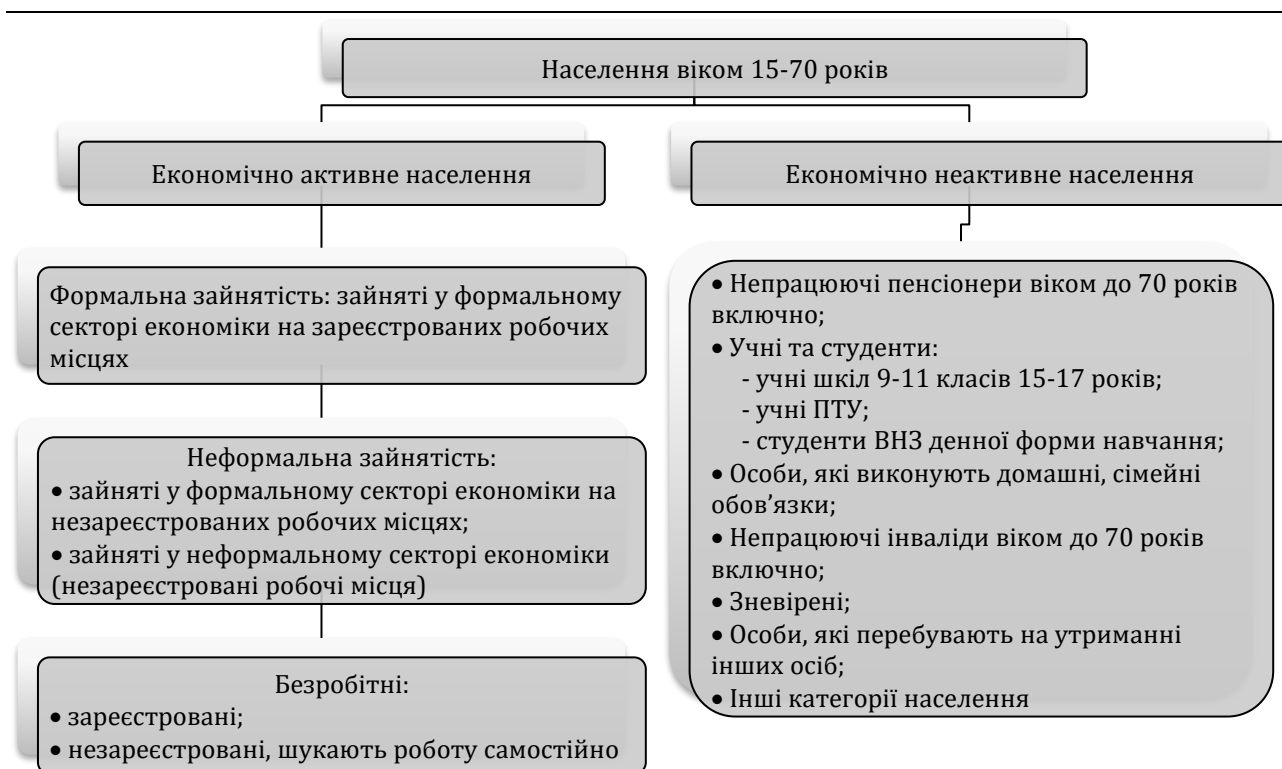 Населення віком 15-70 років
Економічно активне населення
Економічно неактивне населення
Формальна зайнятість: зайняті у формальному
секторі економіки на зареєстрованих робочих
місцях
Неформальна зайнятість:
• зайняті у формальному секторі економіки на
незареєстрованих робочих місцях;
• зайняті у неформальному секторі економіки
(незареєстровані робочі місця)
Безробітні:
• зареєстровані;
• незареєстровані, шукають роботу самостійно
• Непрацюючі пенсіонери віком до 70 років
включно;
• Учні та студенти:
- учні шкіл 9-11 класів 15-17 років;
- учні ПТУ;
- студенти ВНЗ денної форми навчання;
• Особи, які виконують домашні, сімейні
обов’язки;
• Непрацюючі інваліди віком до 70 років
включно;
• Зневірені;
• Особи, які перебувають на утриманні
інших осіб;
• Інші категорії населення